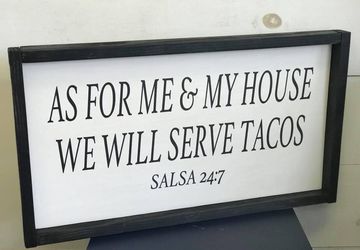 AS FOR ME & MY HOUSE
WE WILL SERVE TACOS
SALSA 24:7